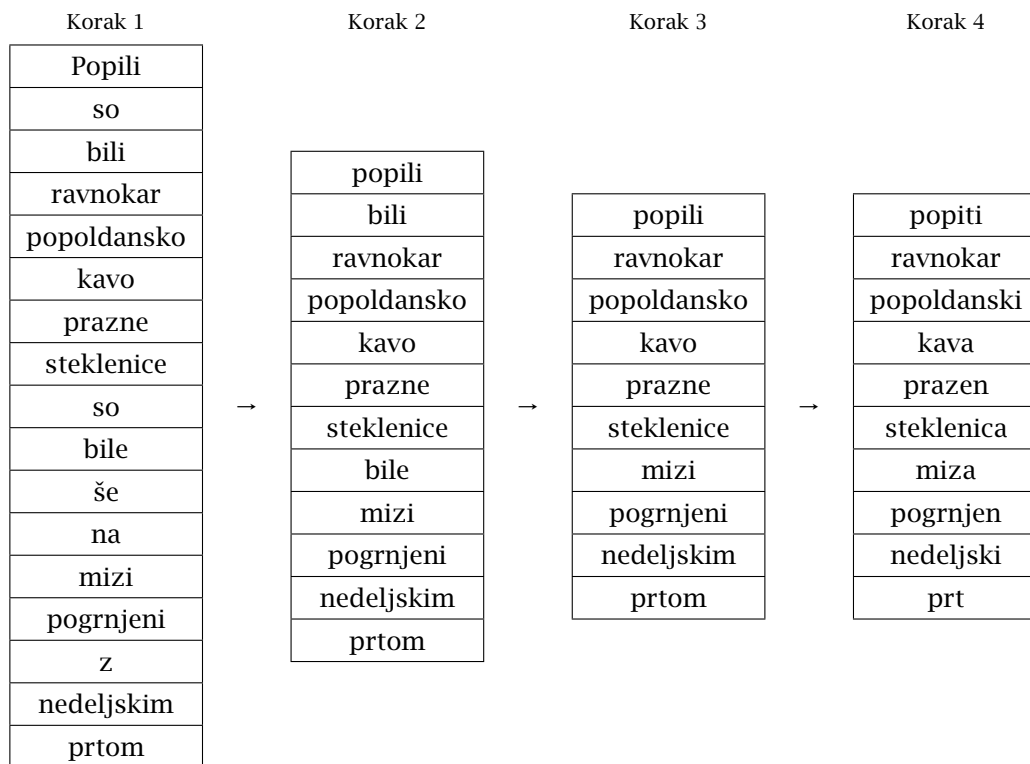 Korak 1
Popili
so
bili
ravnokar
popoldansko
kavo
prazne
steklenice
so
bile
še
na
mizi
pogrnjeni
z
nedeljskim
prtom
→
Korak 2
popili
bili
ravnokar
popoldansko
kavo
prazne
steklenice
bile
mizi
pogrnjeni
nedeljskim
prtom
→
Korak 3
popili
ravnokar
popoldansko
kavo
prazne
steklenice
mizi
pogrnjeni
nedeljskim
prtom
→
Korak 4
popiti
ravnokar
popoldanski
kava
prazen
steklenica
miza
pogrnjen
nedeljski
prt